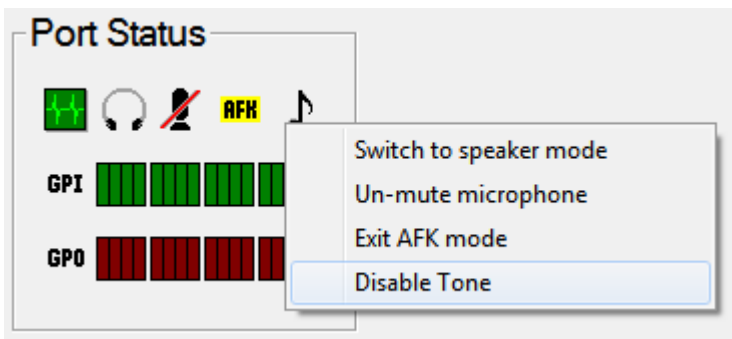 Port Status
AFK
GPI
GPO
Switch to speaker mode
Un-mute microphone
Exit AFK mode
Disable Tone